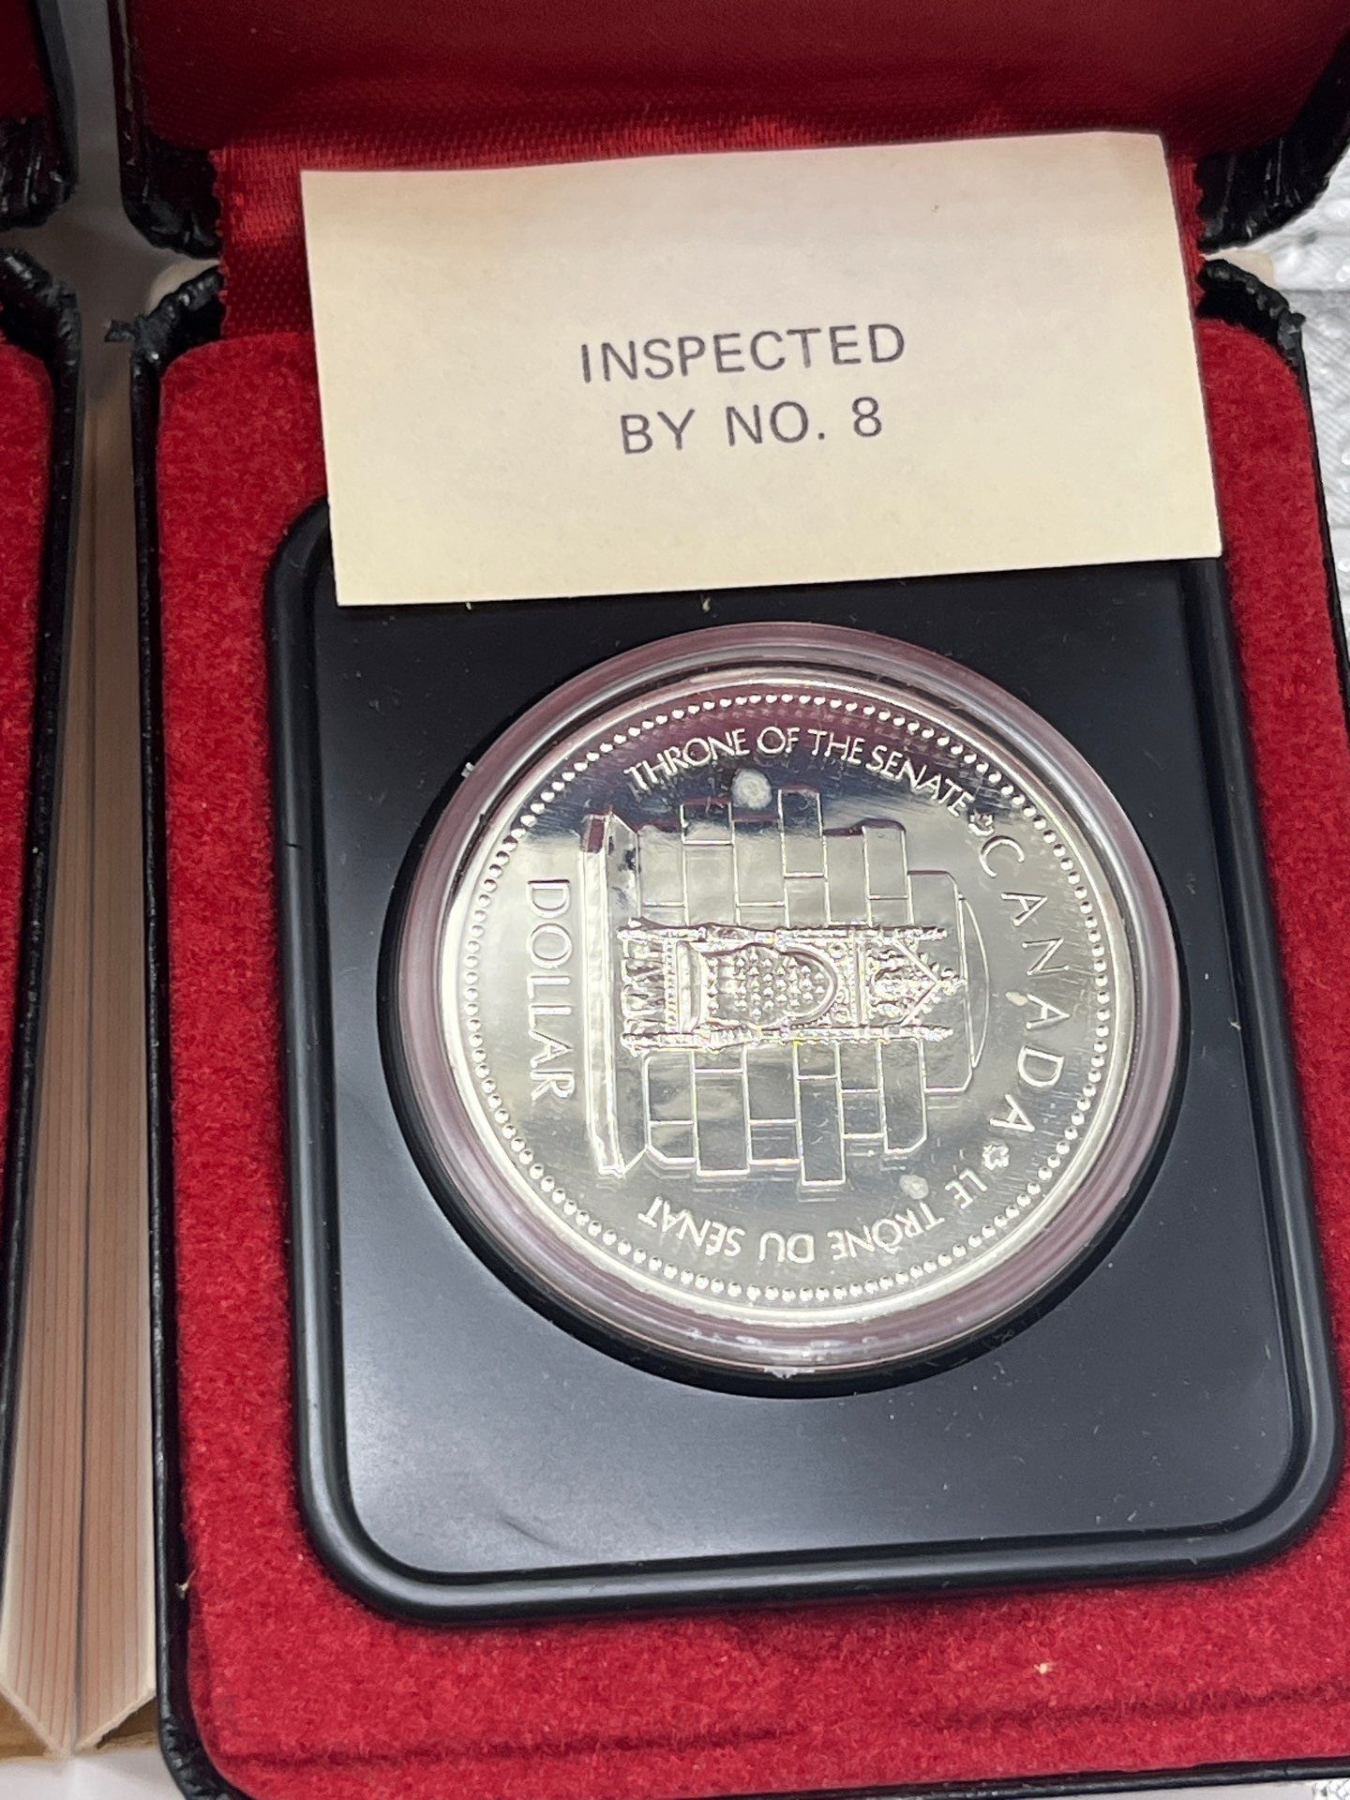 INSPECTED
BY NO. 8
THRONE OF THE SENATE
CANADA
LE TRÔNE DU SÉNAT
DOLLAR